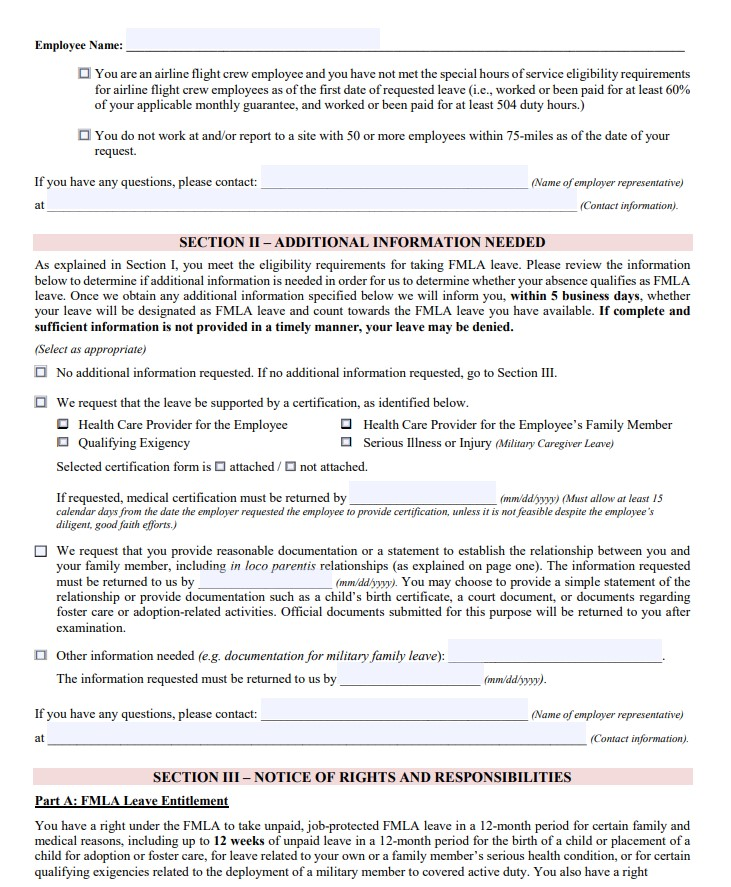 Employee Name:
You are an airline flight crew employee and you have not met the special hours of service eligibility requirements
for airline flight crew employees as of the first date of requested leave (i.e., worked or been paid for at least 60%
of your applicable monthly guarantee, and worked or been paid for at least 504 duty hours.)
You do not work at and/or report to a site with 50 or more employees within 75-miles as of the date of your
request.
If you have any questions, please contact: (Name of employer representative)
at (Contact information).
SECTION II – ADDITIONAL INFORMATION NEEDED
As explained in Section I, you meet the eligibility requirements for taking FMLA leave. Please review the information
below to determine if additional information is needed in order for us to determine whether your absence qualifies as FMLA
leave. Once we obtain any additional information specified below we will inform you, within 5 business days, whether
your leave will be designated as FMLA leave and count towards the FMLA leave you have available. If complete and
sufficient information is not provided in a timely manner, your leave may be denied.
(Select as appropriate)
No additional information requested. If no additional information requested, go to Section III.
We request that the leave be supported by a certification, as identified below.
Health Care Provider for the Employee Health Care Provider for the Employee's Family Member
Qualifying Exigency Serious Illness or Injury (Military Caregiver Leave)
Selected certification form is attached / not attached.
If requested, medical certification must be returned by (mm/dd/yyyy) (Must allow at least 15
calendar days from the date the employer requested the employee to provide certification, unless it is not feasible despite the employee's
diligent, good faith efforts.)
We request that you provide reasonable documentation or a statement to establish the relationship between you and
your family member, including in loco parentis relationships (as explained on page one). The information requested
must be returned to us by (mm/dd/yyyy). You may choose to provide a simple statement of the
relationship or provide documentation such as a child's birth certificate, a court document, or documents regarding
foster care or adoption-related activities. Official documents submitted for this purpose will be returned to you after
examination.
Other information needed (e.g. documentation for military family leave): .
The information requested must be returned to us by (mm/dd/yyyy).
If you have any questions, please contact: (Name of employer representative)
at (Contact information).
SECTION III – NOTICE OF RIGHTS AND RESPONSIBILITIES
Part A: FMLA Leave Entitlement
You have a right under the FMLA to take unpaid, job-protected FMLA leave in a 12-month period for certain family and
medical reasons, including up to 12 weeks of unpaid leave in a 12-month period for the birth of a child or placement of a
child for adoption or foster care, for leave related to your own or a family member's serious health condition, or for certain
qualifying exigencies related to the deployment of a military member to covered active duty. You also have a right